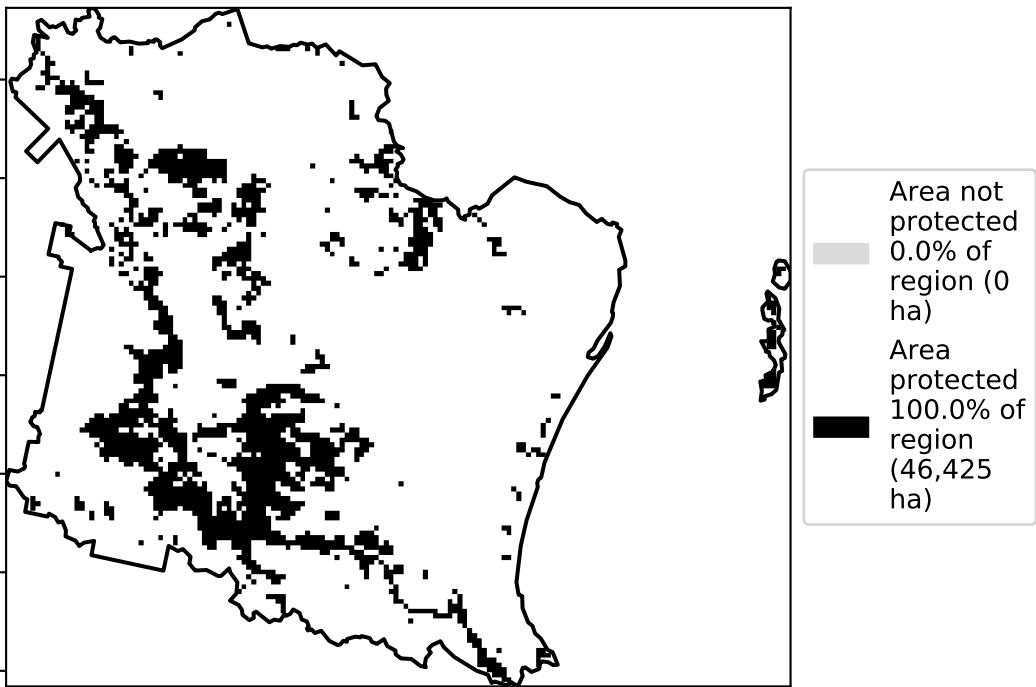 Area not
protected
0.0% of
region (0
ha)
Area
protected
100.0% of
region
(46,425
ha)